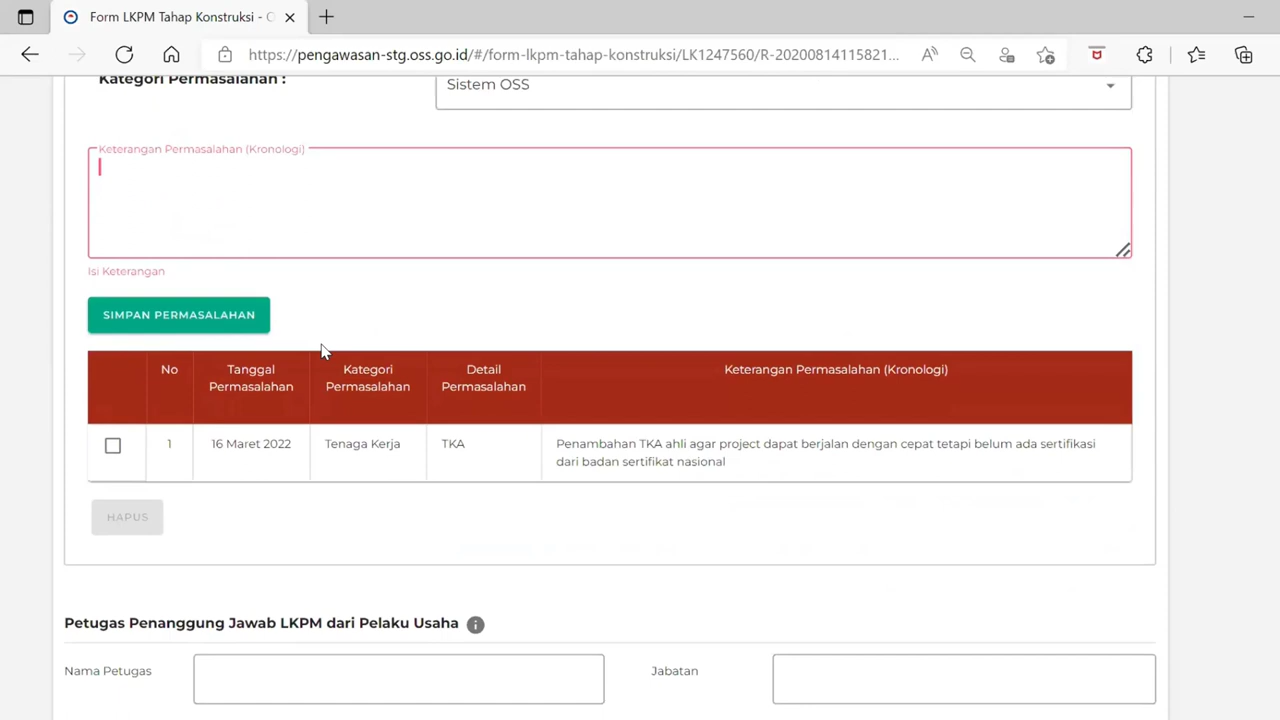 Form LKPM Tahap Konstruksi - O
https://pengawasan-stg.oss.go.id/#/form-lkpm-tahap-konstruksi/LK1247560/R-20200814115821...
Kategori Permasalahan :
Sistem OSS
Keterangan Permasalahan (Kronologi)
Isi Keterangan
SIMPAN PERMASALAHAN
No
Tanggal
Permasalahan
Kategori
Permasalahan
Detail
Permasalahan
Keterangan Permasalahan (Kronologi)
1
16 Maret 2022
Tenaga Kerja
TKA
Penambahan TKA ahli agar project dapat berjalan dengan cepat tetapi belum ada sertifikasi
dari badan sertifikat nasional
HAPUS
Petugas Penanggung Jawab LKPM dari Pelaku Usaha
Nama Petugas
Jabatan